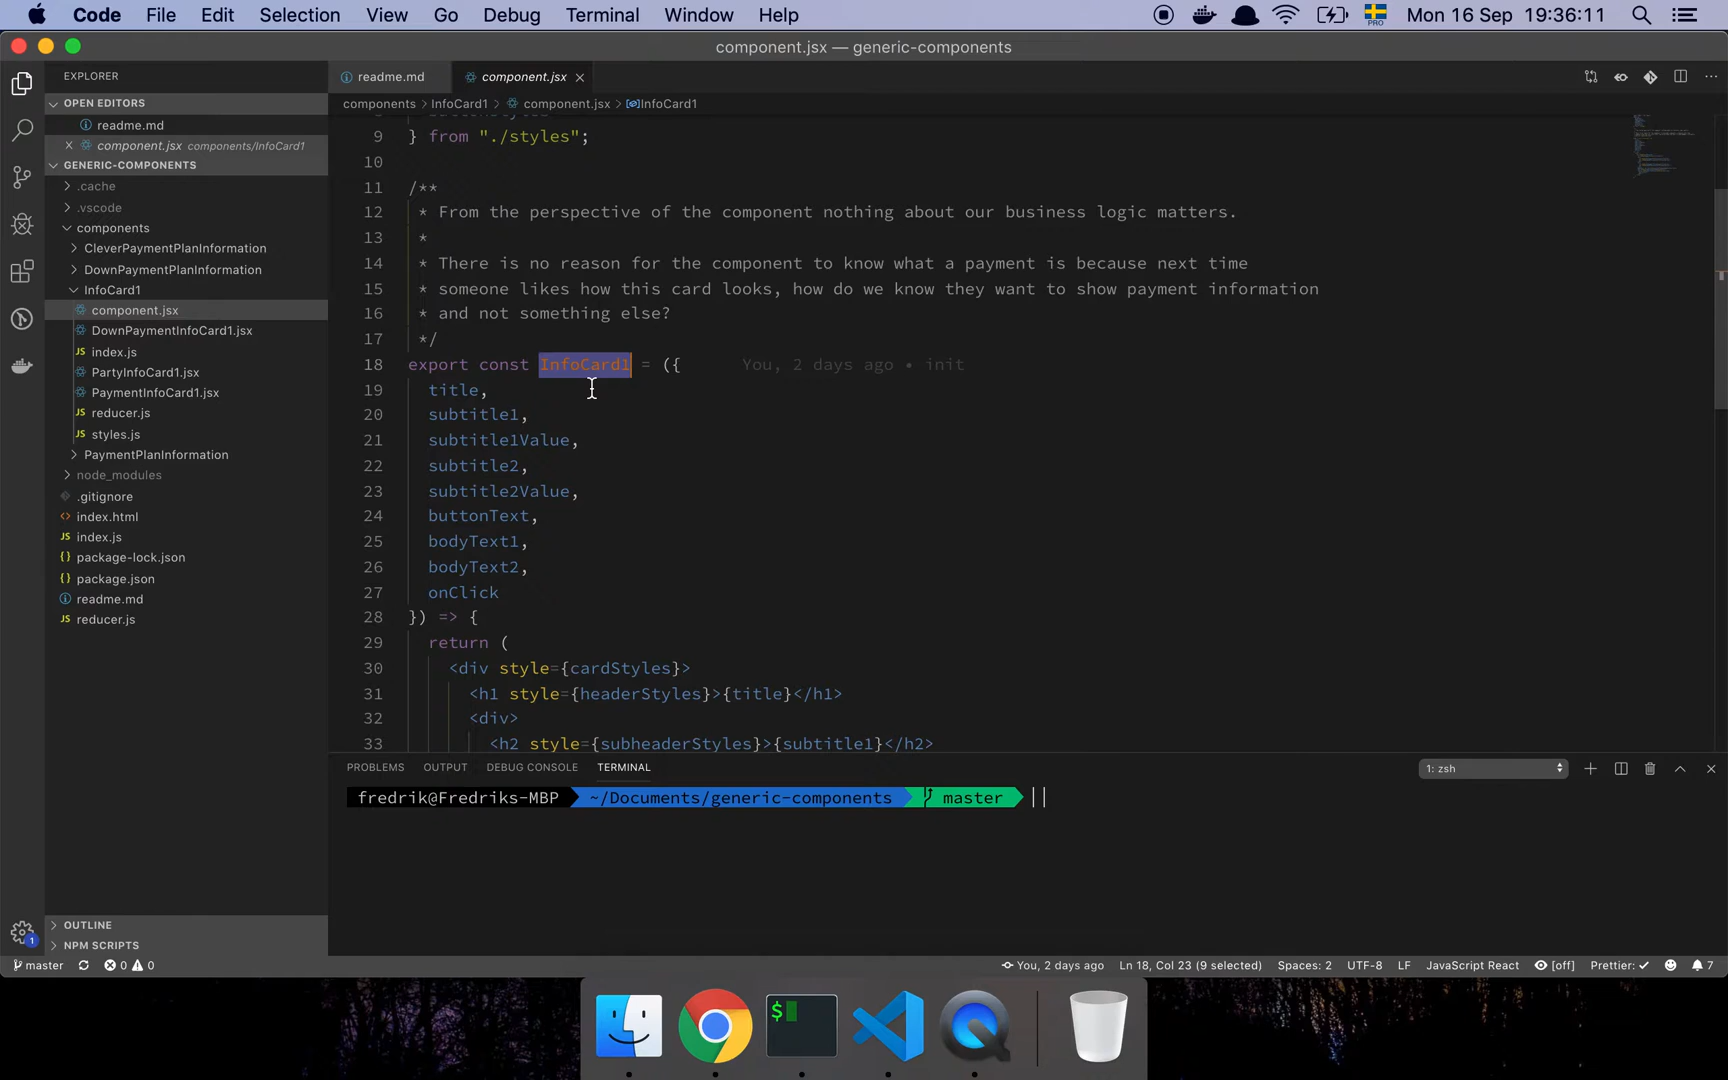 Code File Edit Selection View Go Debug Terminal Window Help
PRO
Mon 16 Sep 19:36:11
component.jsx — generic-components
EXPLORER
OPEN EDITORS
readme.md
X component.jsx components/InfoCard1
GENERIC-COMPONENTS
.cache
.vscode
components
CleverPaymentPlanInformation
DownPaymentPlanInformation
InfoCard1
component.jsx
DownPaymentInfoCard1.jsx
index.js
PartyInfoCard1.jsx
PaymentInfoCard1.jsx
reducer.js
styles.js
PaymentPlanInformation
node_modules
.gitignore
<> index.html
JS index.js
{} package-lock.json
{} package.json
readme.md
JS reducer.js
OUTLINE
NPM SCRIPTS
1
readme.md component.jsx ×
components > InfoCard1 > component.jsx > InfoCard1
9 } from "./styles";
10
11 /**
12 * From the perspective of the component nothing about our business logic matters.
13 *
14 * There is no reason for the component to know what a payment is because next time
15 * someone likes how this card looks, how do we know they want to show payment information
16 * and not something else?
17 */
18 export const InfoCard1 = ({ You, 2 days ago • init
19 title,
20 subtitle1,
21 subtitle1Value,
22 subtitle2,
23 subtitle2Value,
24 buttonText,
25 bodyText1,
26 bodyText2,
27 onClick
28 }) => {
29 return (
30 <div style={cardStyles}>
31 <h1 style={headerStyles}>{title}</h1>
32 <div>
33 <h2 style={subheaderStyles}>{subtitle1}</h2>
PROBLEMS OUTPUT DEBUG CONSOLE TERMINAL
1: zsh
fredrik@Fredriks-MBP ~/Documents/generic-components master
master 0 0
You, 2 days ago Ln 18, Col 23 (9 selected) Spaces: 2 UTF-8 LF JavaScript React [off] Prettier: ✓ 7
$